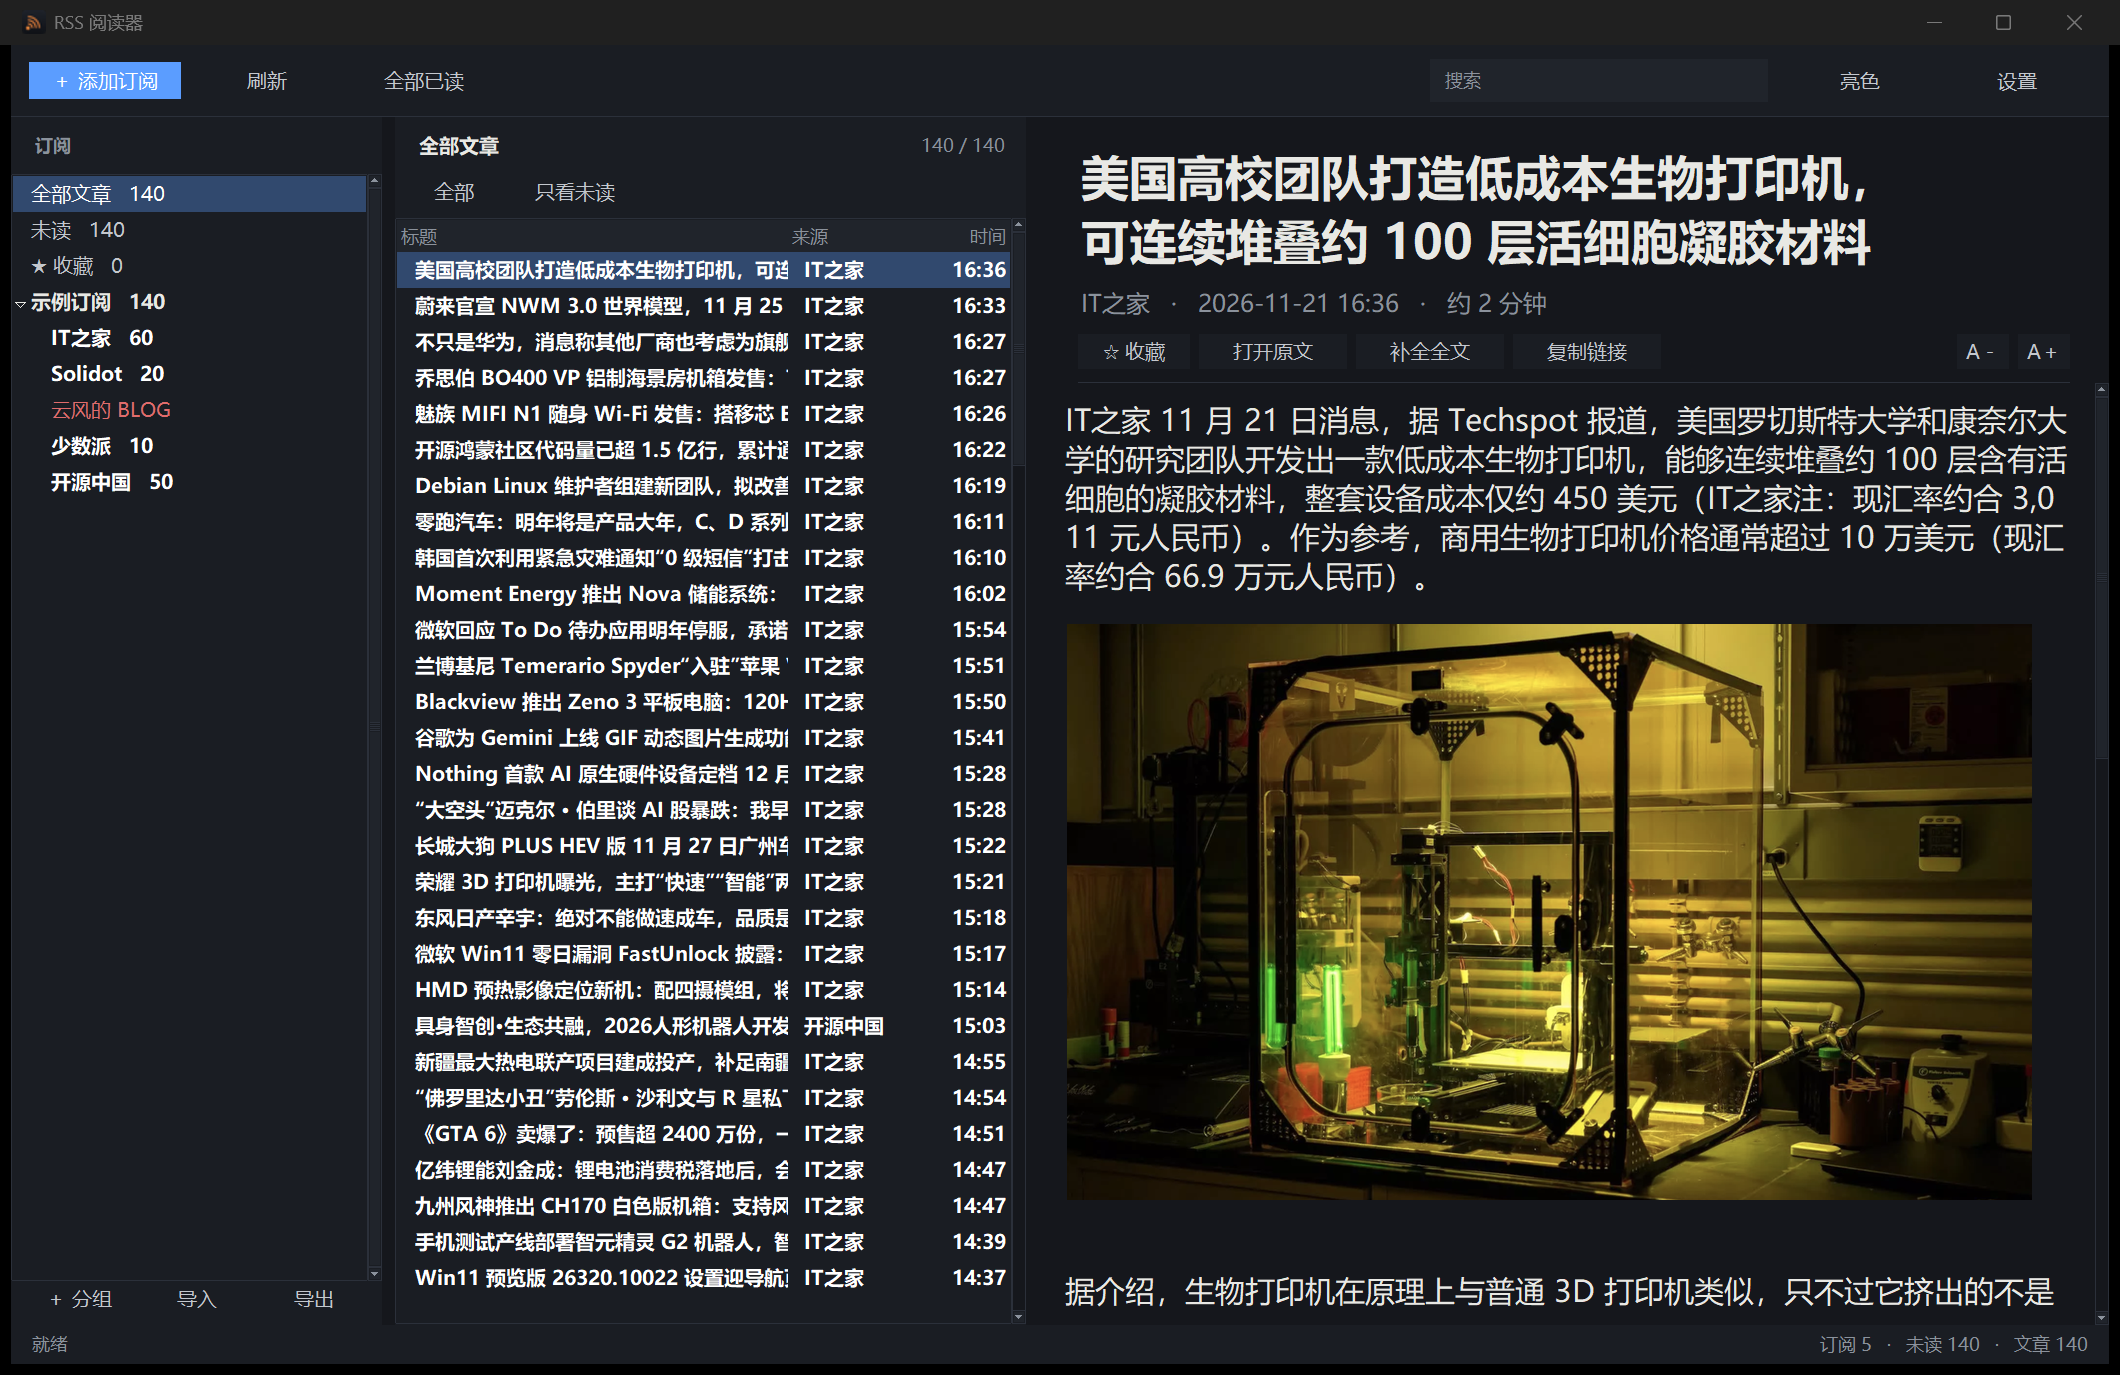 RSS 阅读器
+ 添加订阅
刷新
全部已读
搜索
亮色
设置
订阅
全部文章 140
未读 140
★ 收藏 0
示例订阅 140
IT之家 60
Solidot 20
云风的 BLOG
少数派 10
开源中国 50
+ 分组
导入
导出
全部文章
140 / 140
全部
只看未读
标题 来源 时间
美国高校团队打造低成本生物打印机，可连 IT之家 16:36
蔚来官宣 NWM 3.0 世界模型，11 月 25 IT之家 16:33
不只是华为，消息称其他厂商也考虑为旗舰 IT之家 16:27
乔思伯 BO400 VP 铝制海景房机箱发售： IT之家 16:27
魅族 MIFI N1 随身 Wi-Fi 发售：搭移芯 IT之家 16:26
开源鸿蒙社区代码量已超 1.5 亿行，累计通 IT之家 16:22
Debian Linux 维护者组建新团队，拟改善 IT之家 16:19
零跑汽车：明年将是产品大年，C、D 系列 IT之家 16:11
韩国首次利用紧急灾难通知“0 级短信”打击 IT之家 16:10
Moment Energy 推出 Nova 储能系统： IT之家 16:02
微软回应 To Do 待办应用明年停服，承诺 IT之家 15:54
兰博基尼 Temerario Spyder“入驻”苹果 IT之家 15:51
Blackview 推出 Zeno 3 平板电脑：120H IT之家 15:50
谷歌为 Gemini 上线 GIF 动态图片生成功能 IT之家 15:41
Nothing 首款 AI 原生硬件设备定档 12 月 IT之家 15:28
“大空头”迈克尔・伯里谈 AI 股暴跌：我早 IT之家 15:28
长城大狗 PLUS HEV 版 11 月 27 日广州车 IT之家 15:22
荣耀 3D 打印机曝光，主打“快速”“智能”两 IT之家 15:21
东风日产辛宇：绝对不能做速成车，品质是 IT之家 15:18
微软 Win11 零日漏洞 FastUnlock 披露： IT之家 15:17
HMD 预热影像定位新机：配四摄模组，将 IT之家 15:14
具身智创·生态共融，2026人形机器人开发 开源中国 15:03
新疆最大热电联产项目建成投产，补足南疆 IT之家 14:55
“佛罗里达小丑”劳伦斯・沙利文与 R 星私下 IT之家 14:54
《GTA 6》卖爆了：预售超 2400 万份，一 IT之家 14:51
亿纬锂能刘金成：锂电池消费税落地后，会 IT之家 14:47
九州风神推出 CH170 白色版机箱：支持风 IT之家 14:47
手机测试产线部署智元精灵 G2 机器人，智 IT之家 14:39
Win11 预览版 26320.10022 设置迎导航 IT之家 14:37
美国高校团队打造低成本生物打印机，
可连续堆叠约 100 层活细胞凝胶材料
IT之家 · 2026-11-21 16:36 · 约 2 分钟
☆ 收藏
打开原文
补全全文
复制链接
A -
A +
IT之家 11 月 21 日消息，据 Techspot 报道，美国罗切斯特大学和康奈尔大
学的研究团队开发出一款低成本生物打印机，能够连续堆叠约 100 层含有活
细胞的凝胶材料，整套设备成本仅约 450 美元（IT之家注：现汇率约合 3,0
11 元人民币）。作为参考，商用生物打印机价格通常超过 10 万美元（现汇
率约合 66.9 万元人民币）。
据介绍，生物打印机在原理上与普通 3D 打印机类似，只不过它挤出的不是
就绪
订阅 5 · 未读 140 · 文章 140